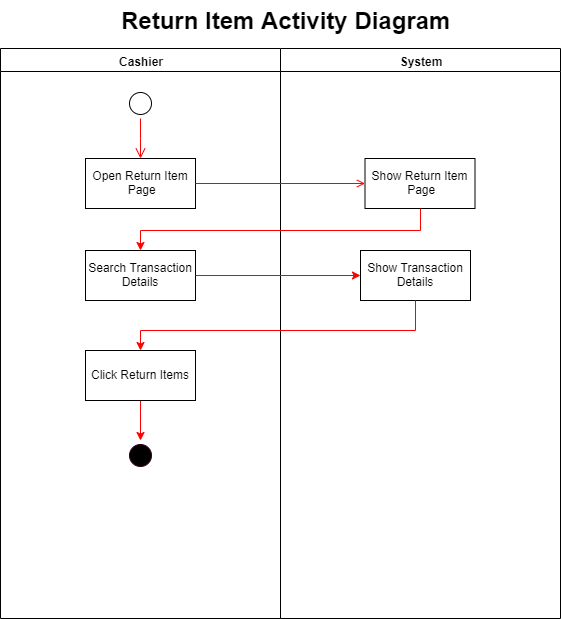 Return Item Activity Diagram
Cashier
System
Open Return Item
Page
Show Return Item
Page
Search Transaction
Details
Show Transaction
Details
Click Return Items